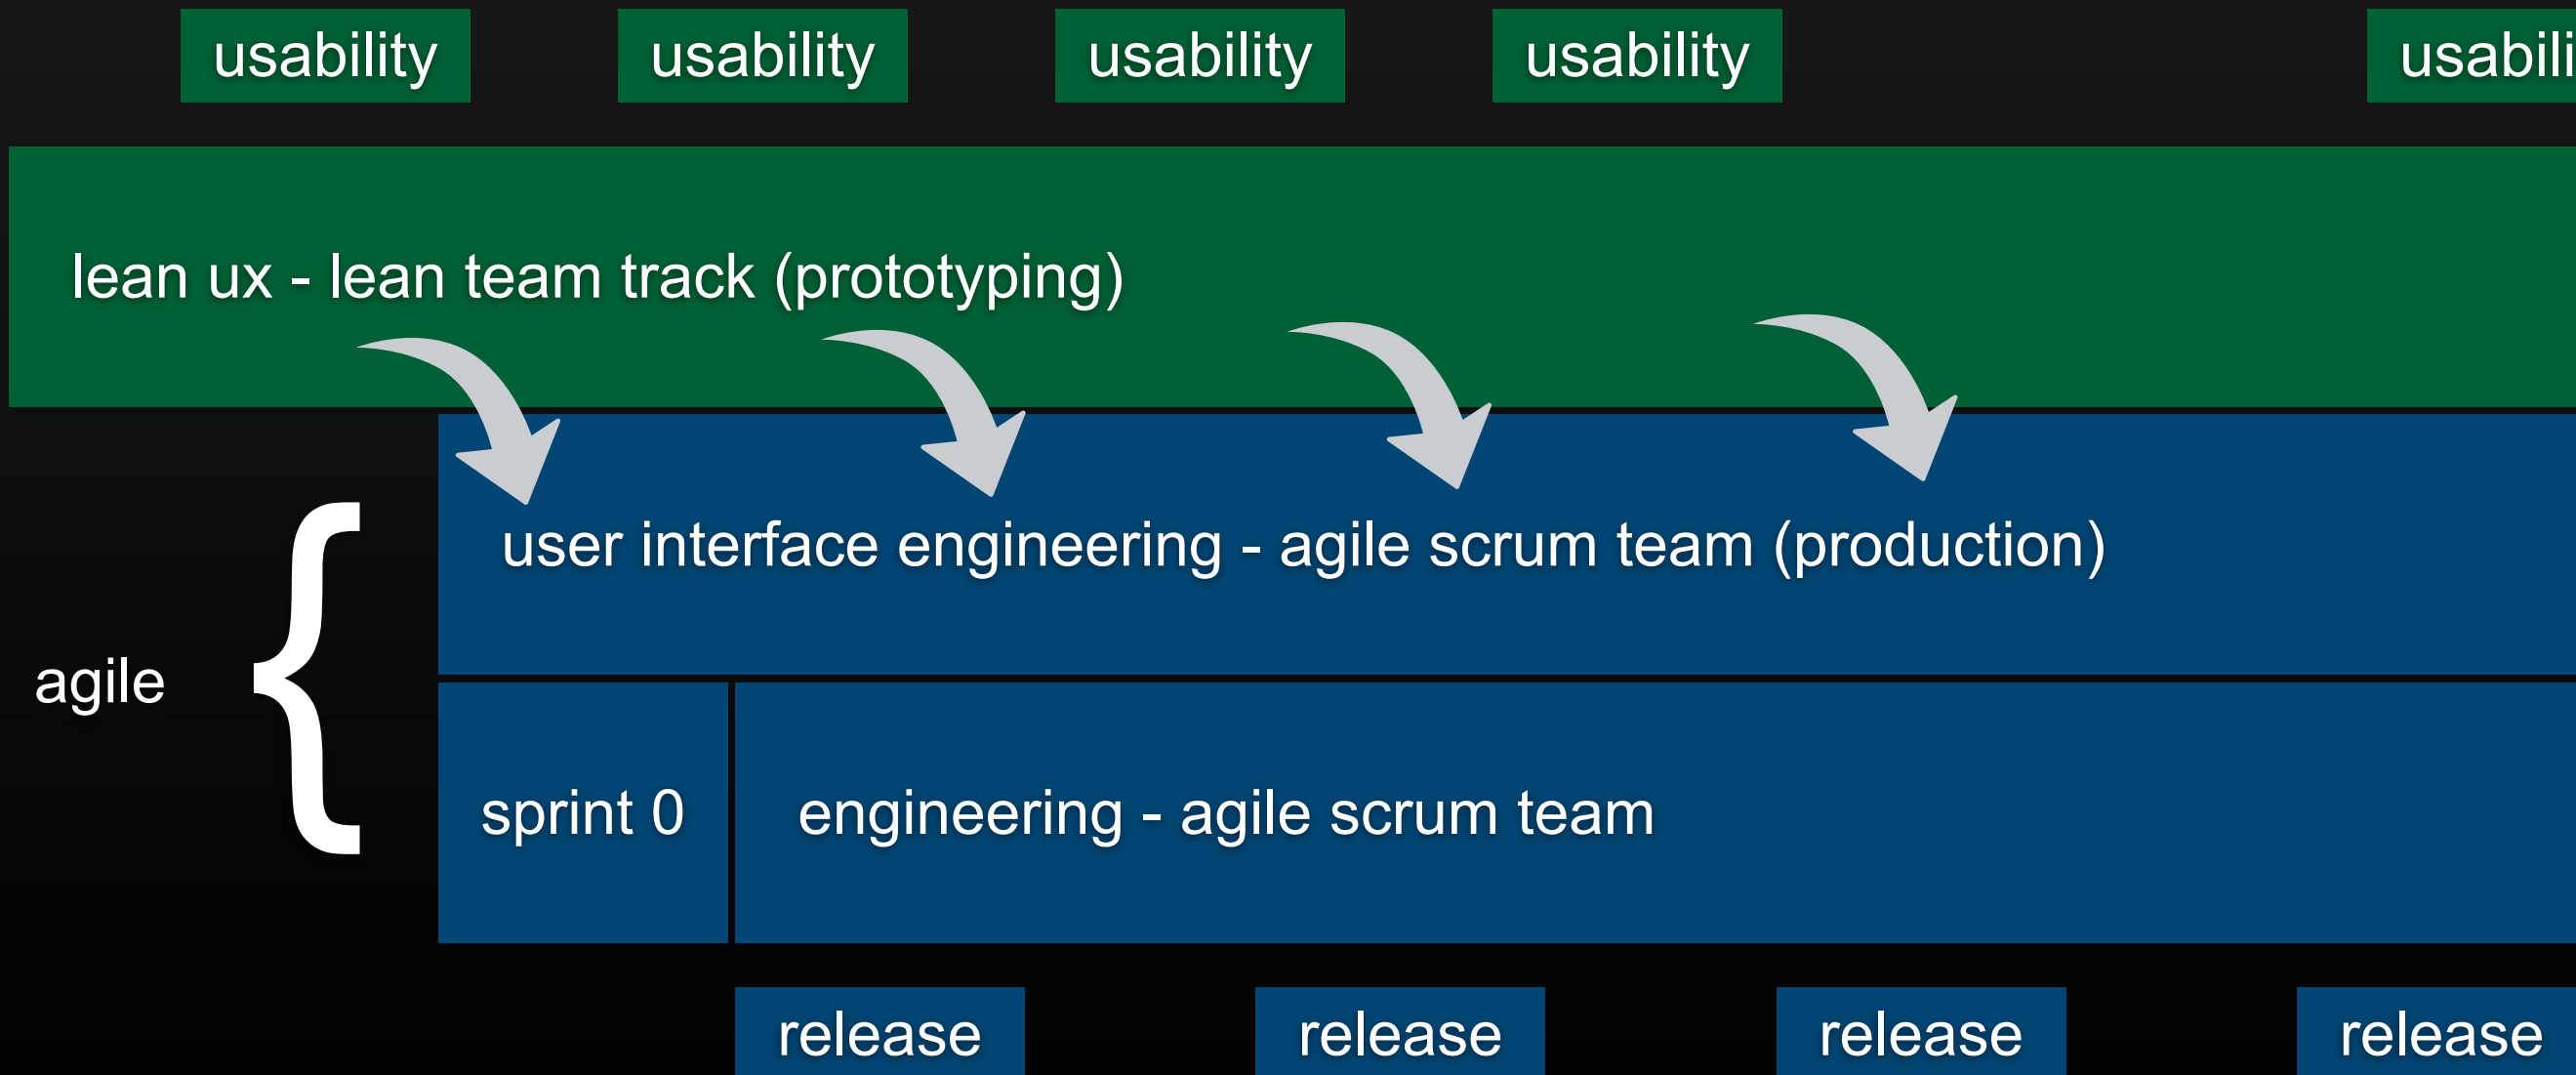 usability usability usability usability usabili
lean ux - lean team track (prototyping)
user interface engineering - agile scrum team (production)
agile {
sprint 0 engineering - agile scrum team
release release release release